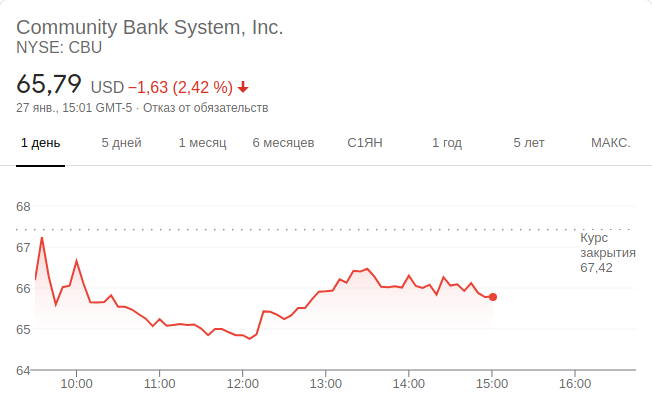 Community Bank System, Inc.
NYSE: CBU
65,79 USD −1,63 (2,42 %)
27 янв., 15:01 GMT-5 · Отказ от обязательств
1 день 5 дней 1 месяц 6 месяцев С1ЯН 1 год 5 лет МАКС.
68
67
66
65
64
Курс
закрытия
67,42
10:00 11:00 12:00 13:00 14:00 15:00 16:00